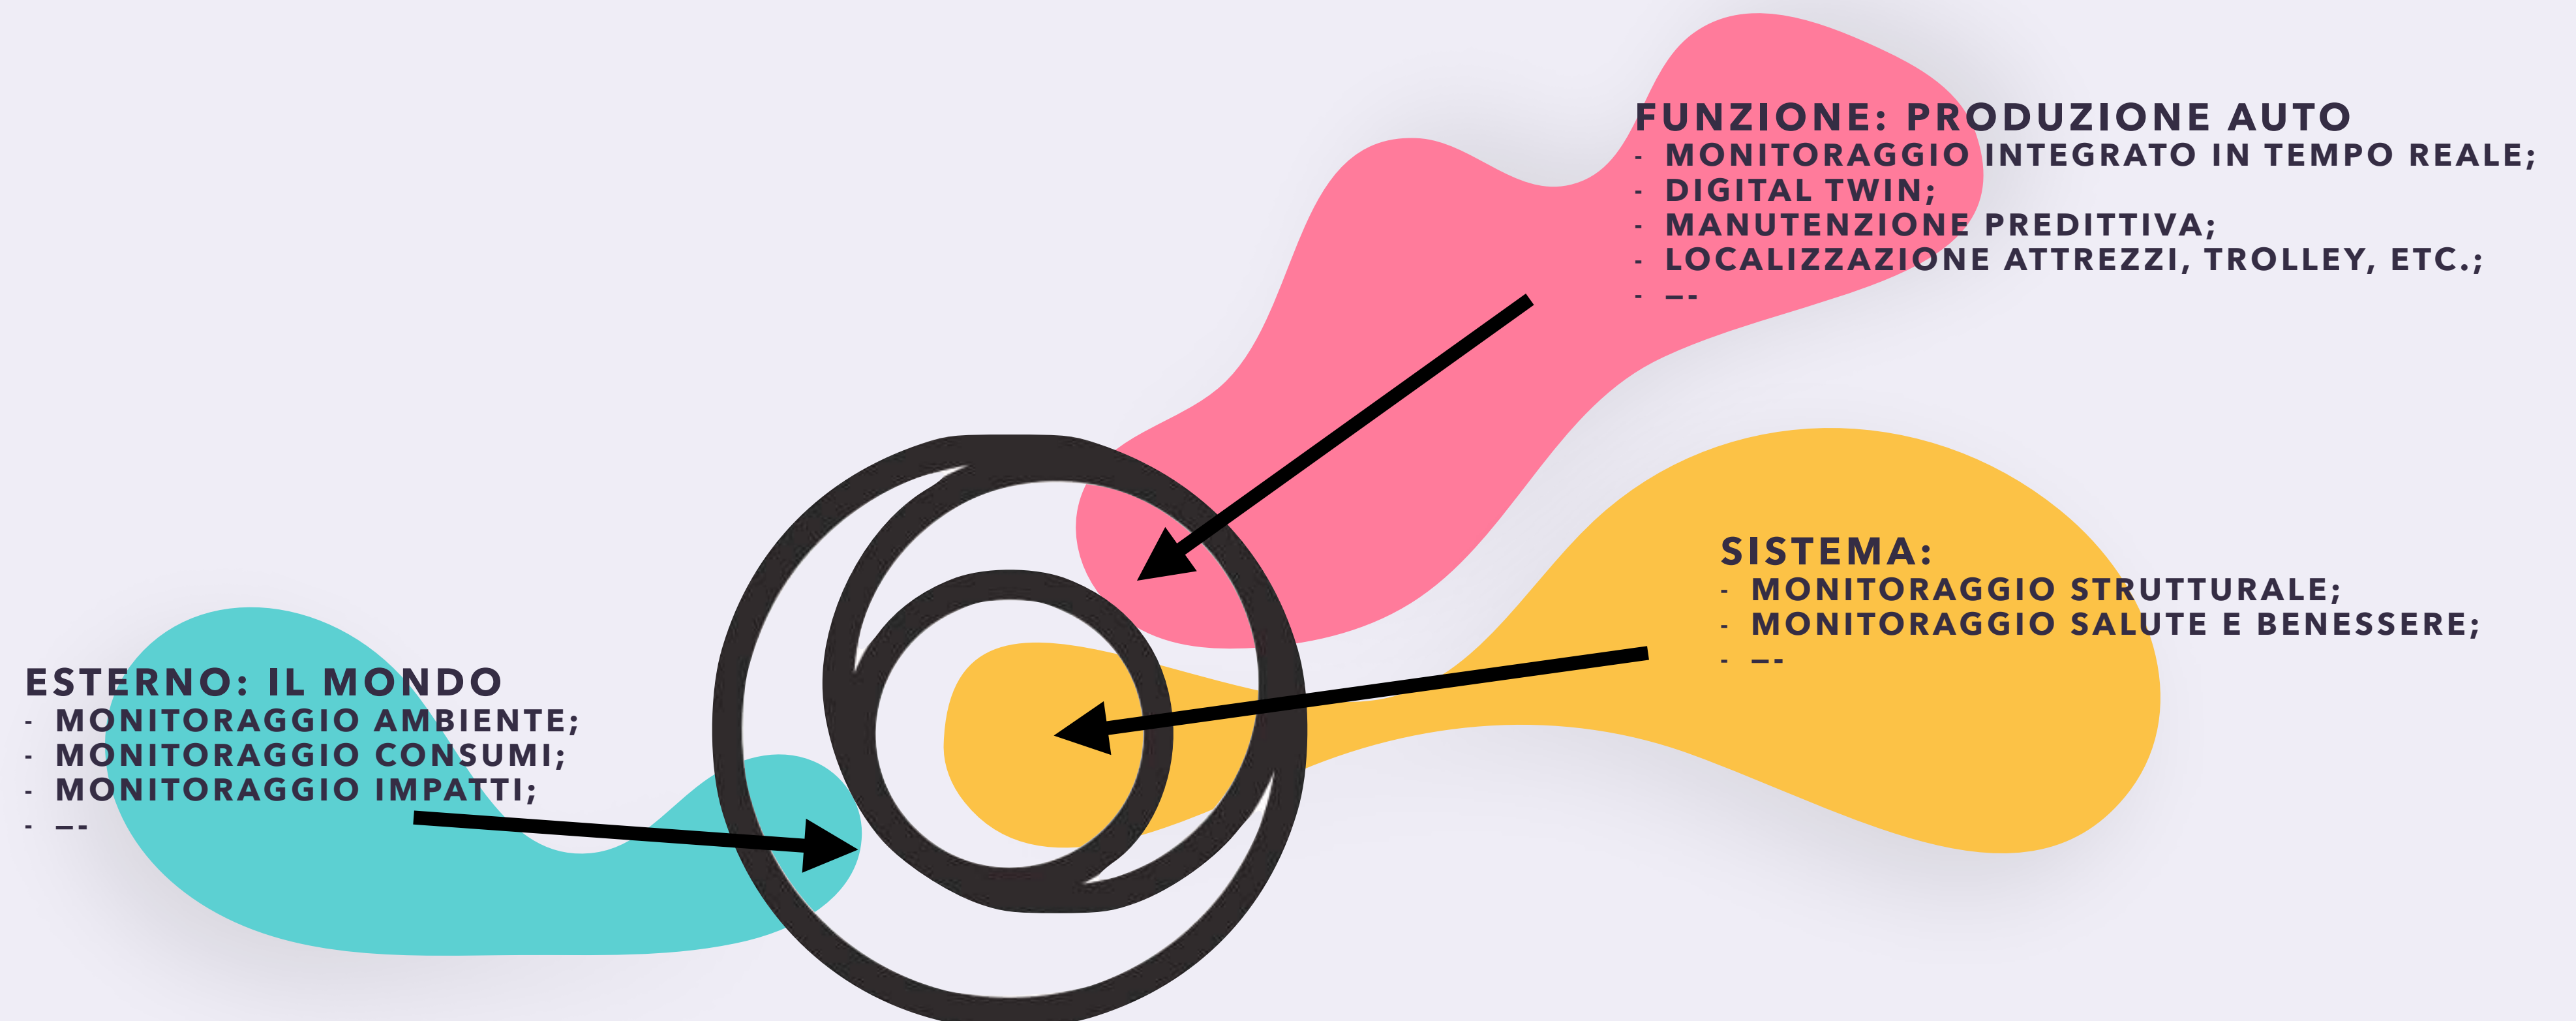 FUNZIONE: PRODUZIONE AUTO
- MONITORAGGIO INTEGRATO IN TEMPO REALE;
- DIGITAL TWIN;
- MANUTENZIONE PREDITTIVA;
- LOCALIZZAZIONE ATTREZZI, TROLLEY, ETC.;
- —-
SISTEMA:
- MONITORAGGIO STRUTTURALE;
- MONITORAGGIO SALUTE E BENESSERE;
- —-
ESTERNO: IL MONDO
- MONITORAGGIO AMBIENTE;
- MONITORAGGIO CONSUMI;
- MONITORAGGIO IMPATTI;
- —-